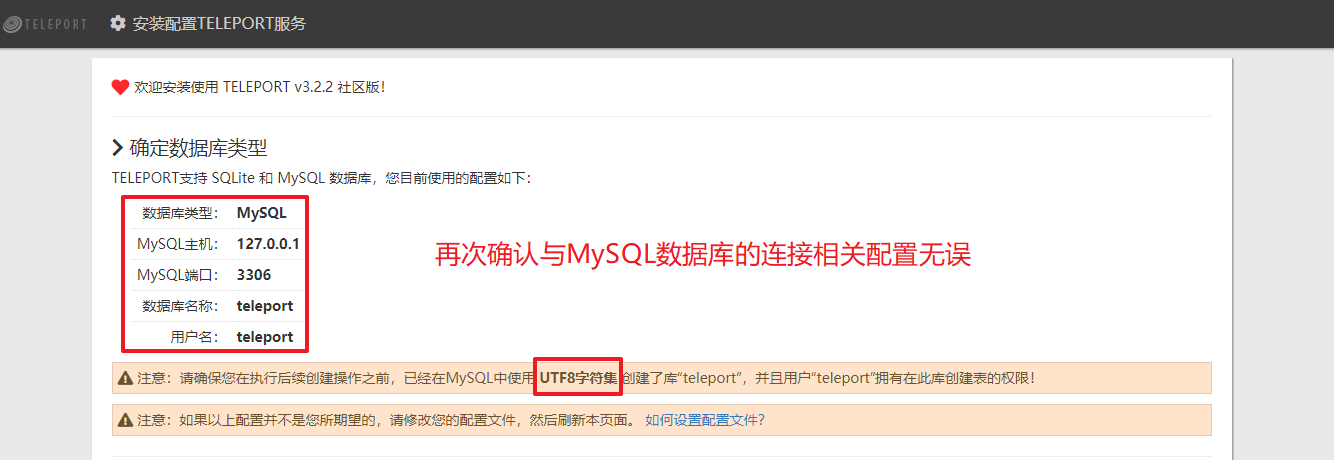 TELEPORT 安装配置TELEPORT服务
欢迎安装使用 TELEPORT v3.2.2 社区版！
确定数据库类型
TELEPORT支持 SQLite 和 MySQL 数据库，您目前使用的配置如下：
数据库类型： MySQL
MySQL主机： 127.0.0.1
MySQL端口： 3306
数据库名称： teleport
用户名： teleport
再次确认与MySQL数据库的连接相关配置无误
注意：请确保您在执行后续创建操作之前，已经在MySQL中使用 UTF8字符集 创建了库“teleport”，并且用户“teleport”拥有在此库创建表的权限！
注意：如果以上配置并不是您所期望的，请修改您的配置文件，然后刷新本页面。 如何设置配置文件？